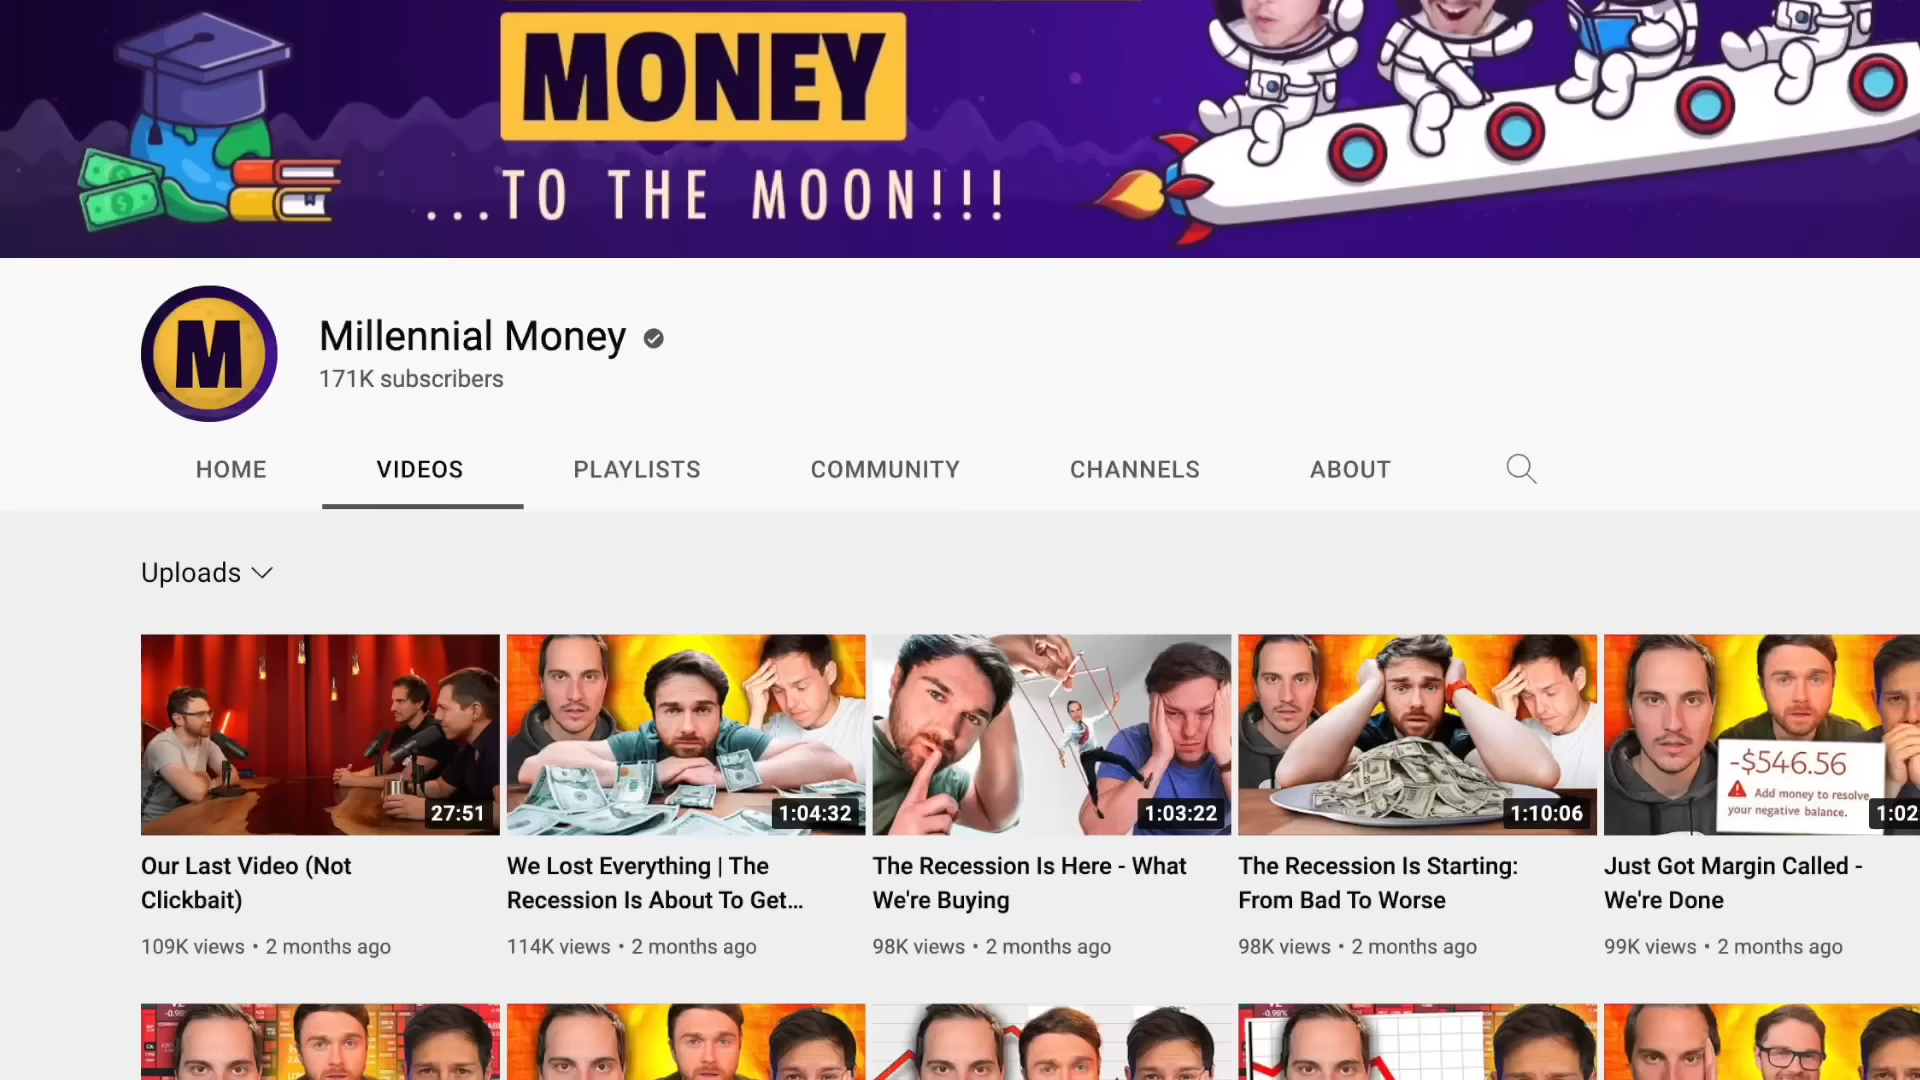 MONEY
...TO THE MOON!!!
M
Millennial Money
171K subscribers
HOME
VIDEOS
PLAYLISTS
COMMUNITY
CHANNELS
ABOUT
Uploads
27:51
1:04:32
1:03:22
1:10:06
-$546.56
Add money to resolve
your negative balance.
1:02
Our Last Video (Not
Clickbait)
109K views • 2 months ago
We Lost Everything | The
Recession Is About To Get...
114K views • 2 months ago
The Recession Is Here - What
We're Buying
98K views • 2 months ago
The Recession Is Starting:
From Bad To Worse
98K views • 2 months ago
Just Got Margin Called -
We're Done
99K views • 2 months ago